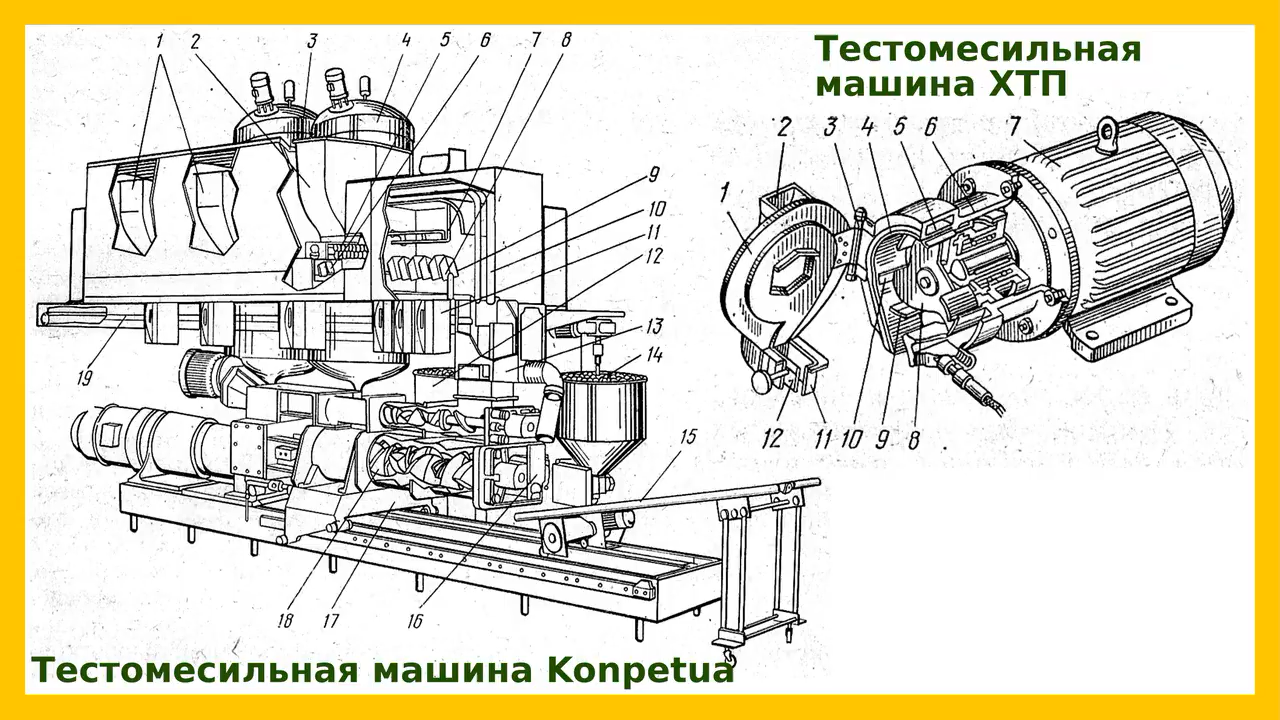 1 2 3 4 5 6 7 8
9
10
11
12
13
14
15
16
17
18
19
Тестомесильная машина Konpetua
Тестомесильная
машина ХТП
2 3 4 5 6 7
1
12 11 10 9 8